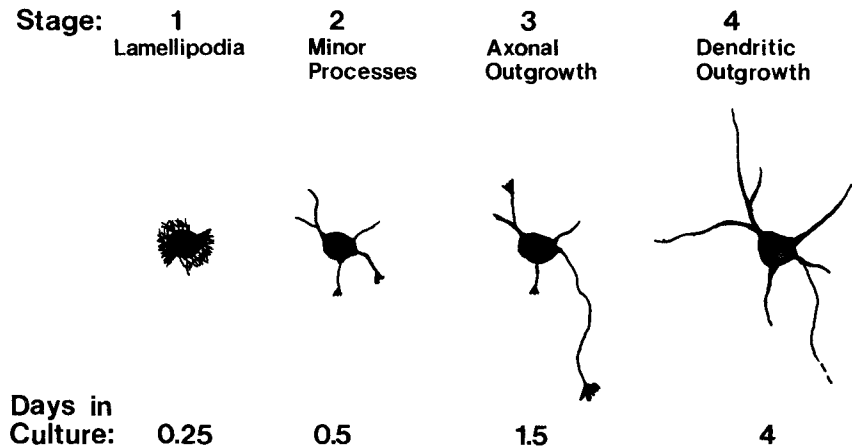 Stage: 1 2 3 4
Lamellipodia Minor Axonal Dendritic
Processes Outgrowth Outgrowth
Days in
Culture: 0.25 0.5 1.5 4